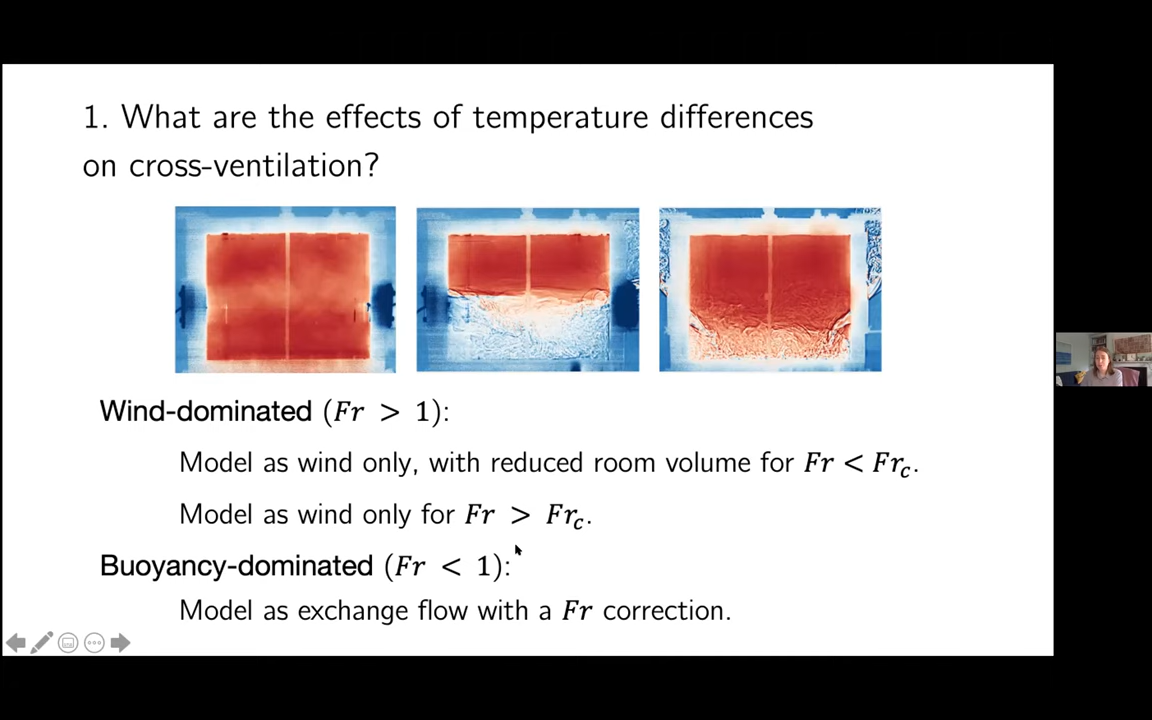 1. What are the effects of temperature differences
on cross-ventilation?
Wind-dominated (Fr > 1):
Model as wind only, with reduced room volume for Fr < Fr_c.
Model as wind only for Fr > Fr_c.
Buoyancy-dominated (Fr < 1):
Model as exchange flow with a Fr correction.